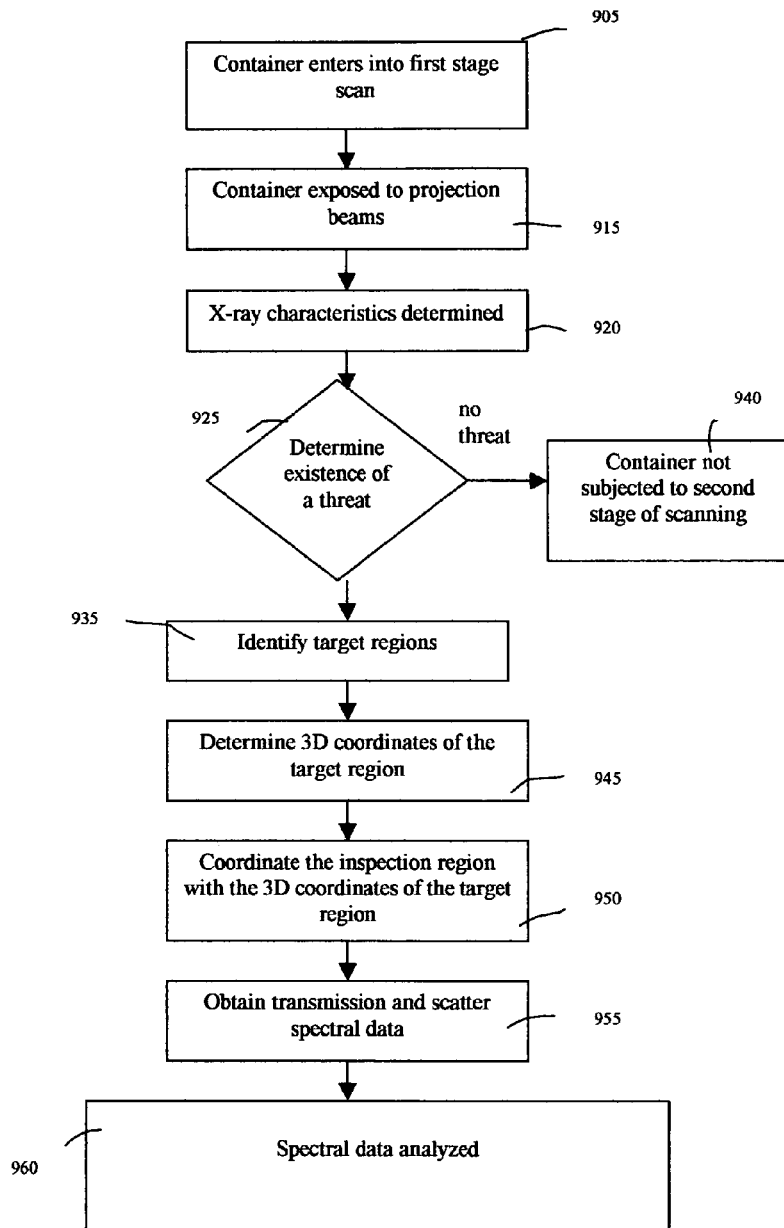 905
Container enters into first stage
scan
Container exposed to projection
beams
915
X-ray characteristics determined
920
925
Determine
existence of
a threat
no
threat
940
Container not
subjected to second
stage of scanning
935
Identify target regions
Determine 3D coordinates of the
target region
945
Coordinate the inspection region
with the 3D coordinates of the target
region
950
Obtain transmission and scatter
spectral data
955
Spectral data analyzed
960